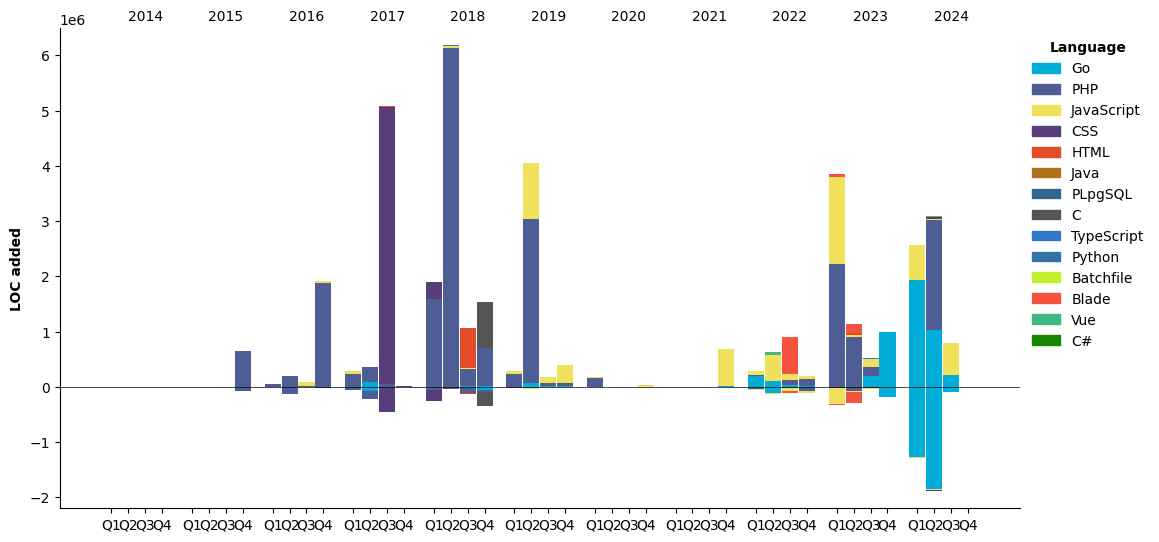 2014 2015 2016 2017 2018 2019 2020 2021 2022 2023 2024
1e6
6
5
4
3
2
1
0
−1
−2
LOC added
Q1Q2Q3Q4 Q1Q2Q3Q4 Q1Q2Q3Q4 Q1Q2Q3Q4 Q1Q2Q3Q4 Q1Q2Q3Q4 Q1Q2Q3Q4 Q1Q2Q3Q4 Q1Q2Q3Q4 Q1Q2Q3Q4 Q1Q2Q3Q4
Language
Go
PHP
JavaScript
CSS
HTML
Java
PLpgSQL
C
TypeScript
Python
Batchfile
Blade
Vue
C#